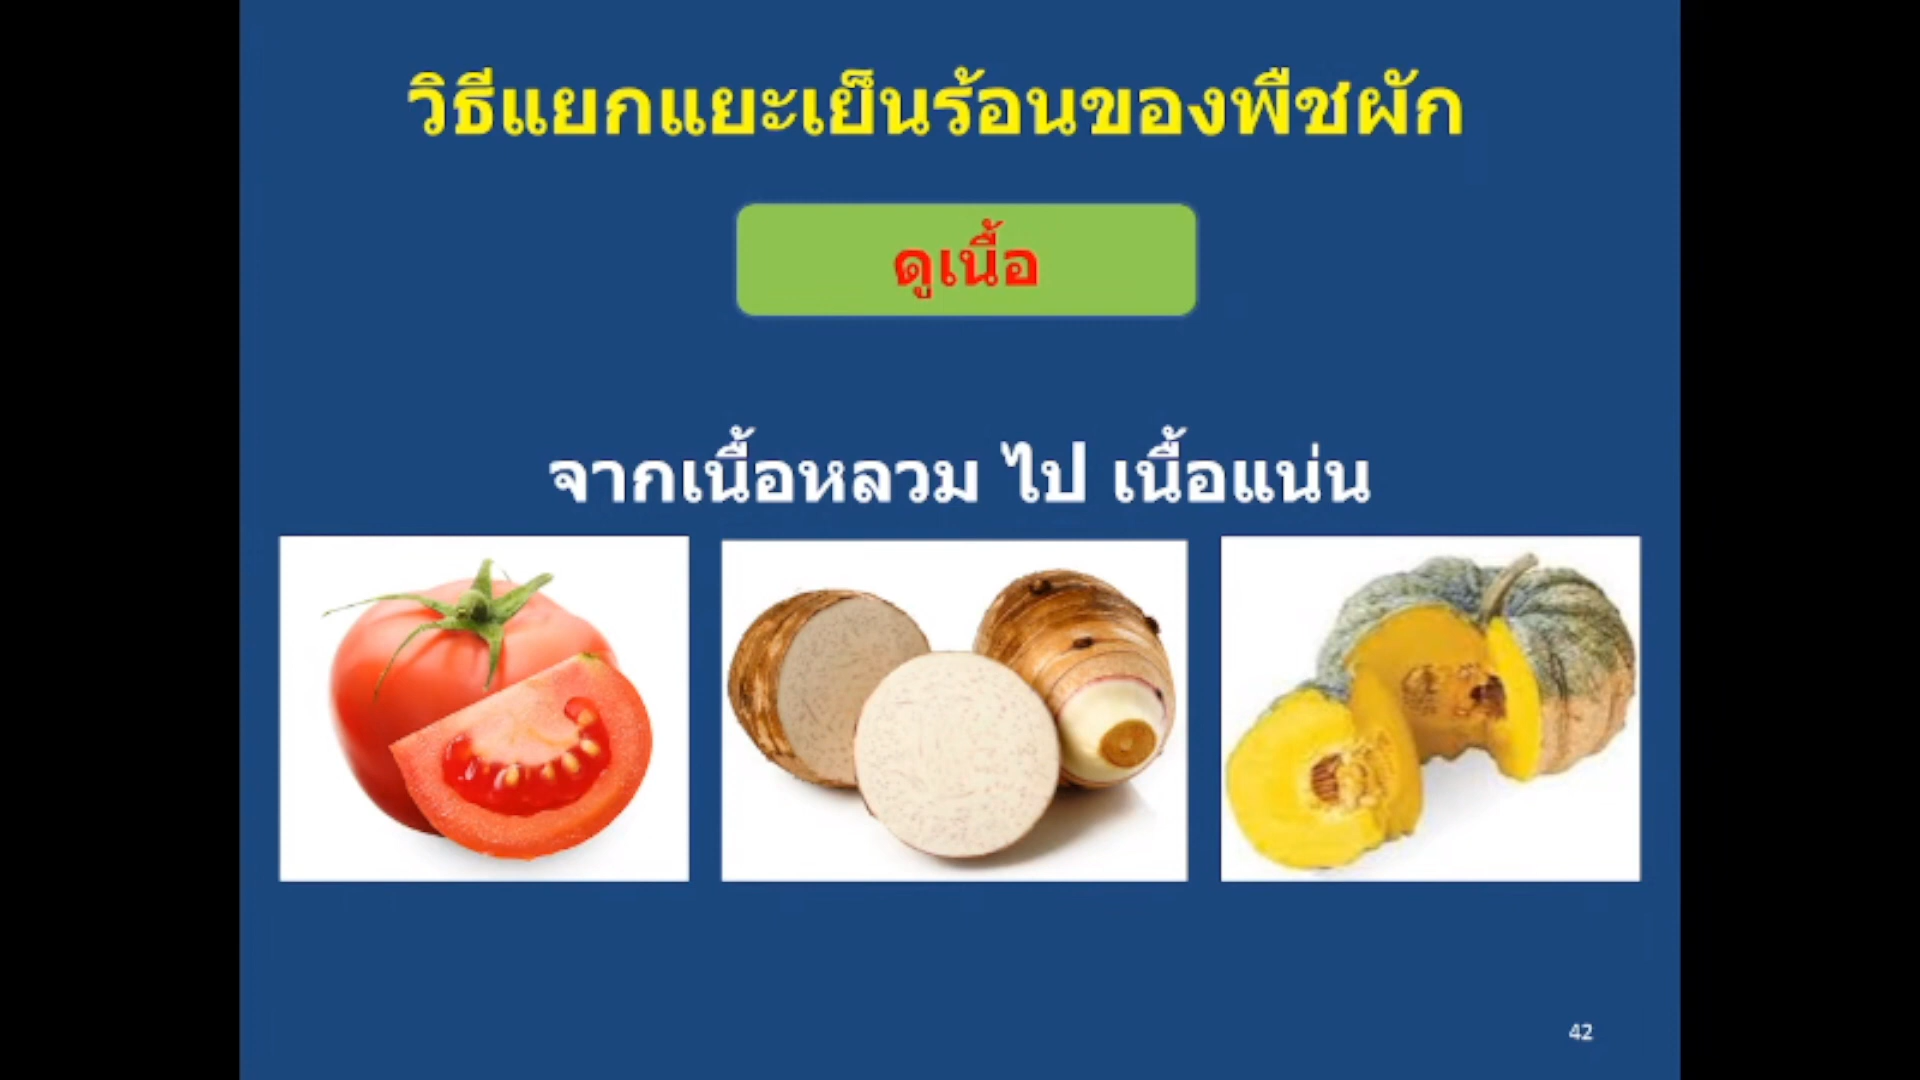 วิธีแยกแยะเย็นร้อนของพืชผัก
ดูเนื้อ
จากเนื้อหลวม ไป เนื้อแน่น
42